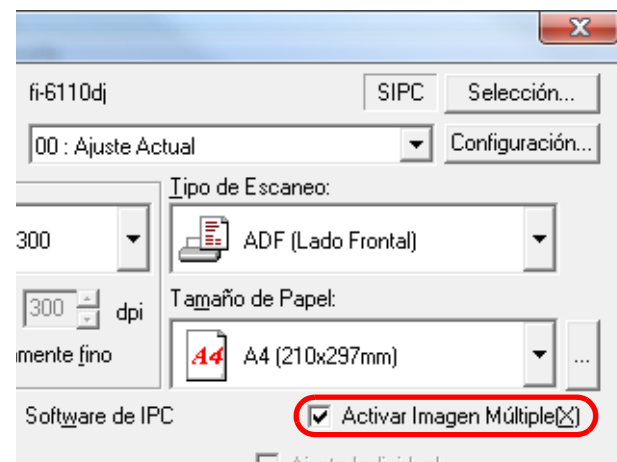 fi-6110dj SIPC Selección...
00 : Ajuste Actual Configuración...
Tipo de Escaneo:
300 ADF (Lado Frontal)
300 dpi Tamaño de Papel:
amente fino A4 A4 (210x297mm) ...
Software de IPC Activar Imagen Múltiple(X)